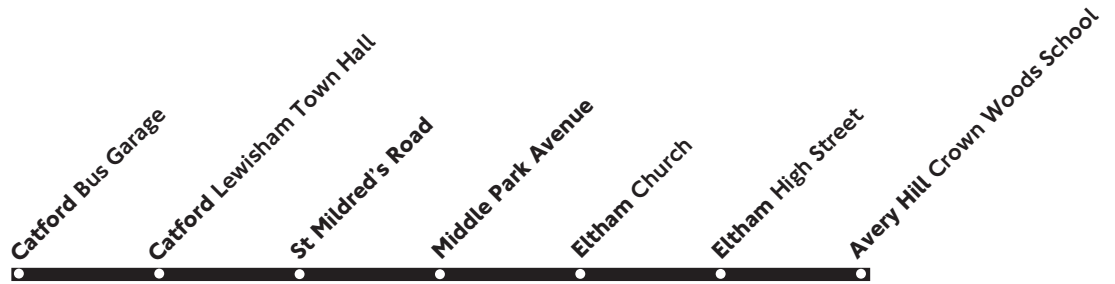 Catford Bus Garage
Catford Lewisham Town Hall
St Mildred's Road
Middle Park Avenue
Eltham Church
Eltham High Street
Avery Hill Crown Woods School